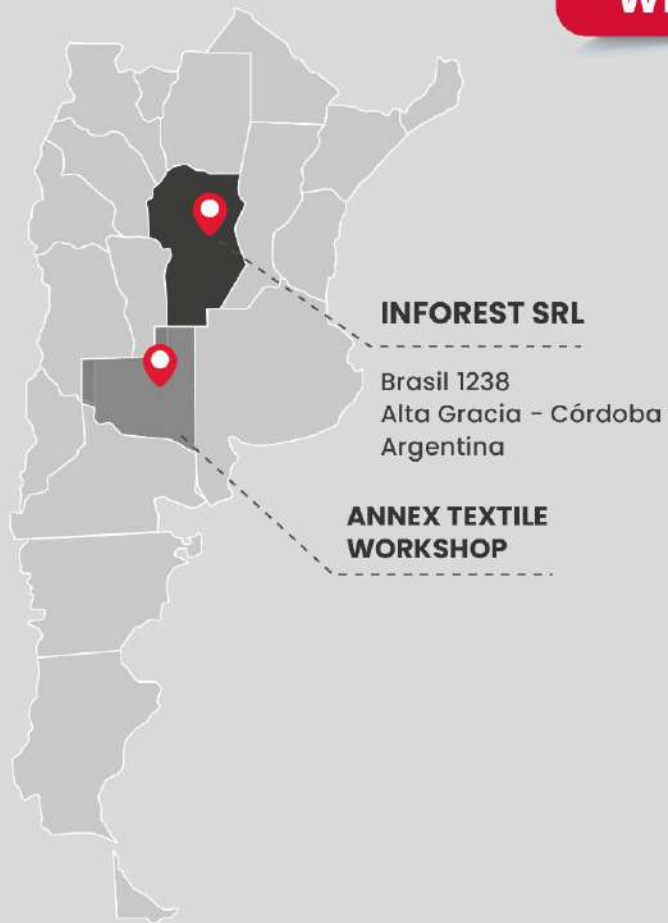 INFOREST SRL
Brasil 1238
Alta Gracia - Córdoba
Argentina
ANNEX TEXTILE
WORKSHOP